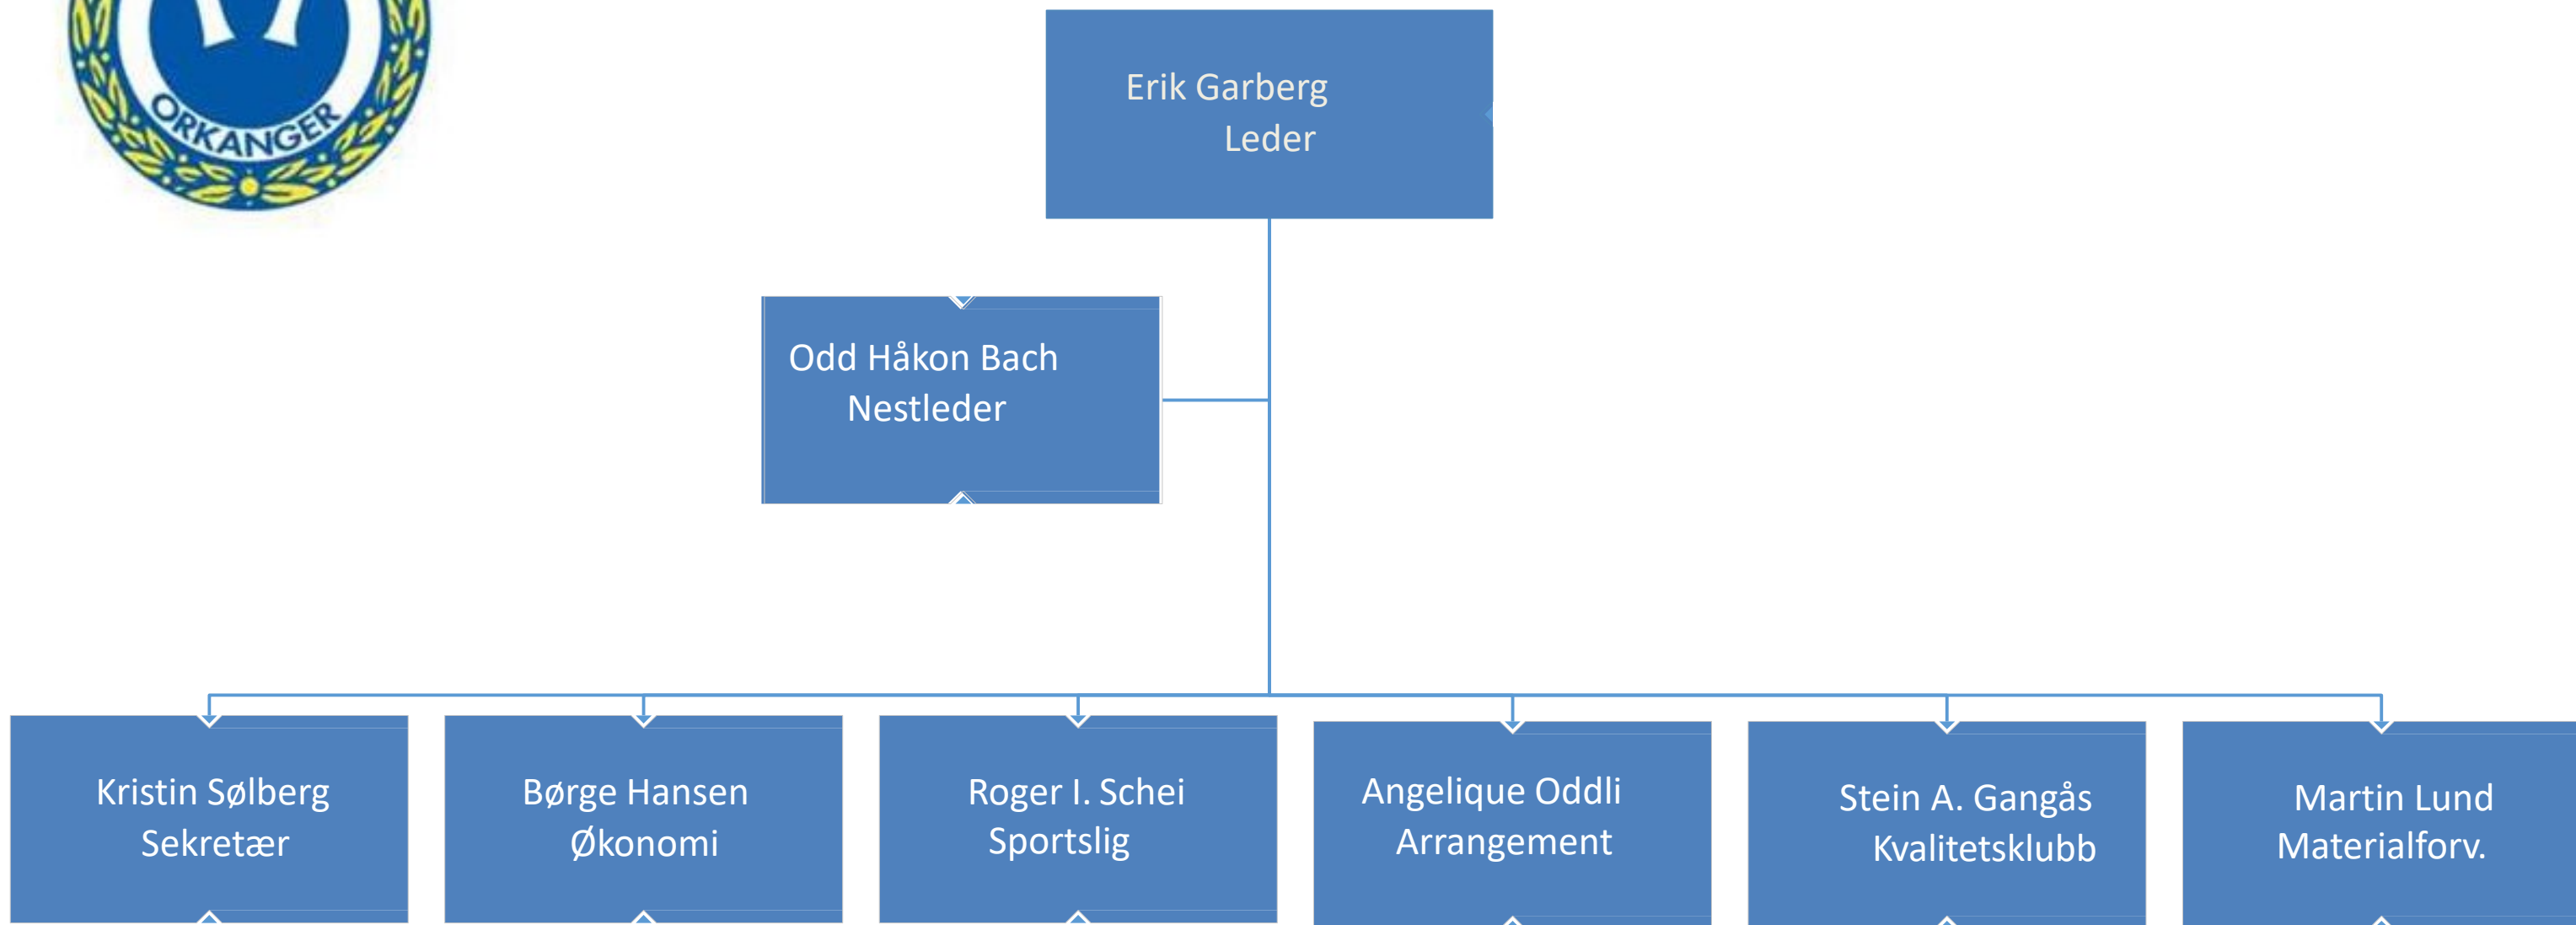 ORKANGER
Erik Garberg
Leder
Odd Håkon Bach
Nestleder
Kristin Sølberg
Sekretær
Børge Hansen
Økonomi
Roger I. Schei
Sportslig
Angelique Oddli
Arrangement
Stein A. Gangås
Kvalitetsklubb
Martin Lund
Materialforv.